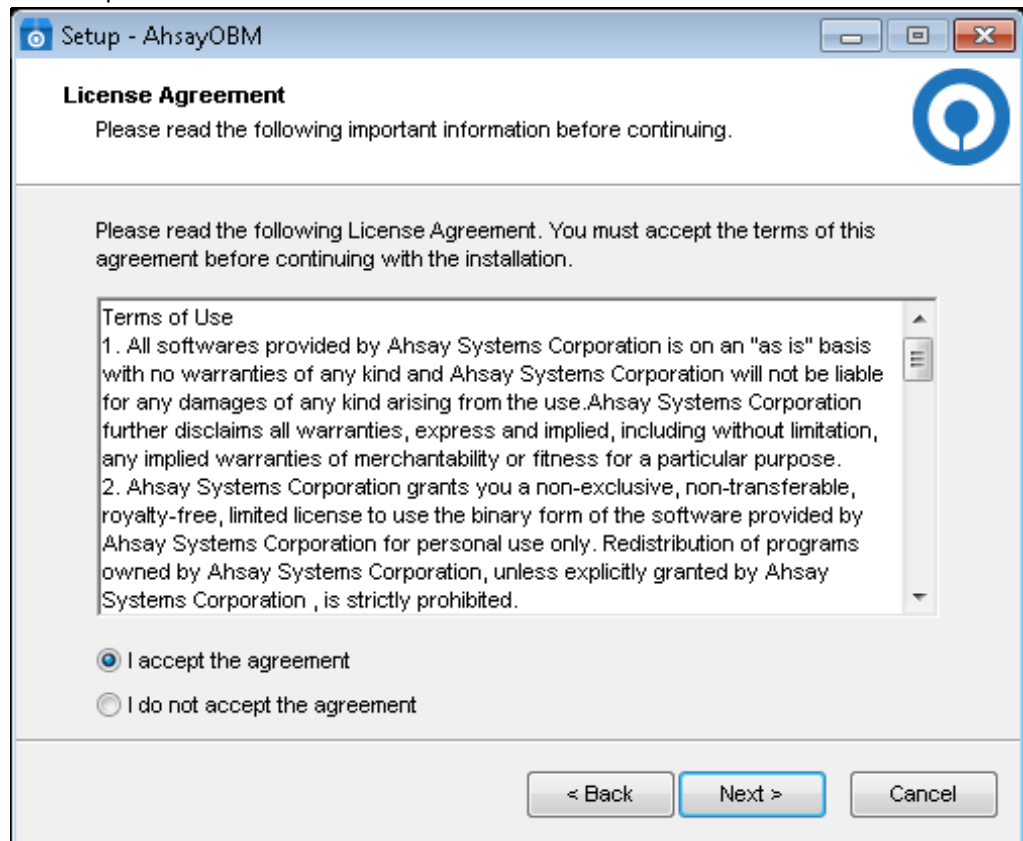 Setup - AhsayOBM
License Agreement
Please read the following important information before continuing.
Please read the following License Agreement. You must accept the terms of this
agreement before continuing with the installation.
Terms of Use
1. All softwares provided by Ahsay Systems Corporation is on an "as is" basis
with no warranties of any kind and Ahsay Systems Corporation will not be liable
for any damages of any kind arising from the use.Ahsay Systems Corporation
further disclaims all warranties, express and implied, including without limitation,
any implied warranties of merchantability or fitness for a particular purpose.
2. Ahsay Systems Corporation grants you a non-exclusive, non-transferable,
royalty-free, limited license to use the binary form of the software provided by
Ahsay Systems Corporation for personal use only. Redistribution of programs
owned by Ahsay Systems Corporation, unless explicitly granted by Ahsay
Systems Corporation , is strictly prohibited.
I accept the agreement
I do not accept the agreement
< Back
Next >
Cancel